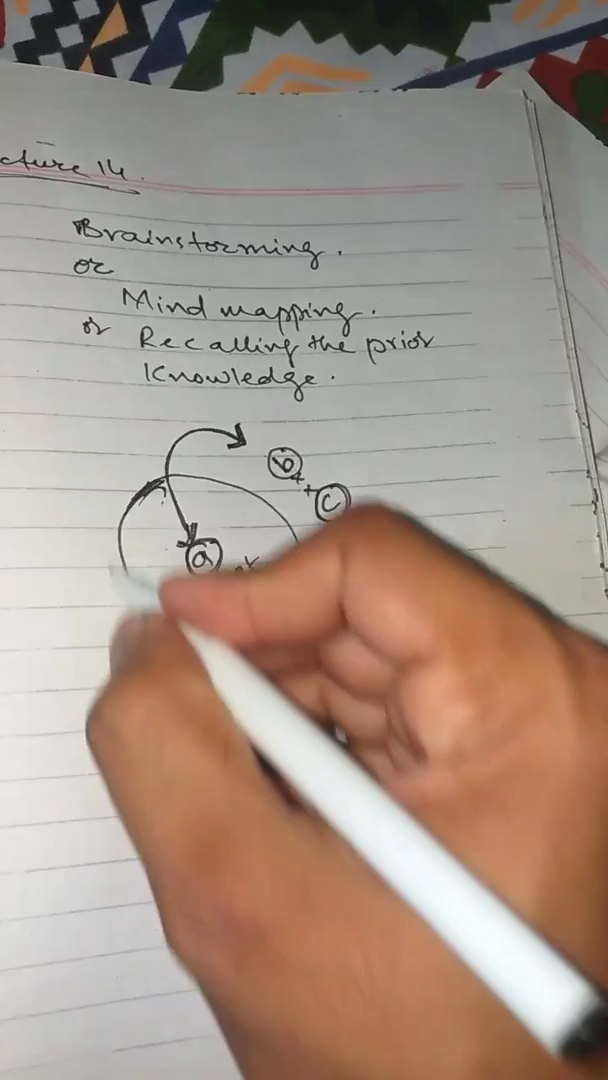 cture 14.
Brainstorming.
or
Mind mapping.
or Recalling the prior
Knowledge.
b
c
a